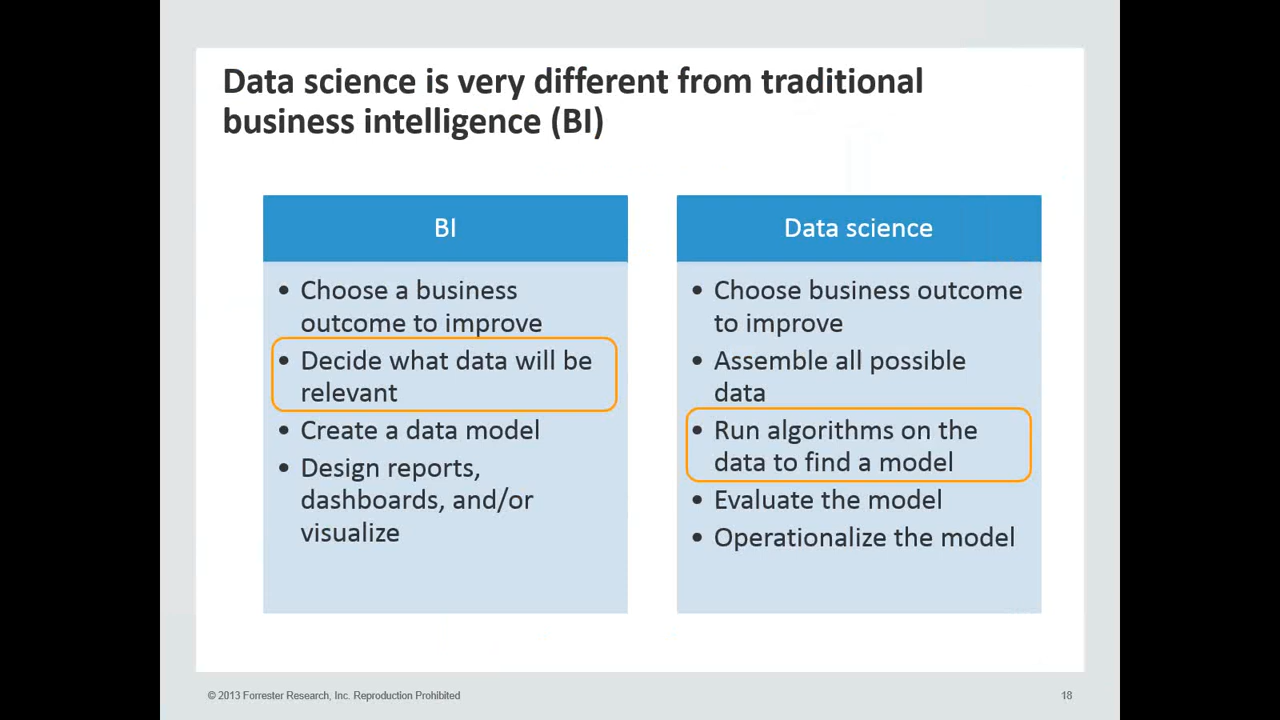 Data science is very different from traditional
business intelligence (BI)
BI
• Choose a business
outcome to improve
• Decide what data will be
relevant
• Create a data model
• Design reports,
dashboards, and/or
visualize
Data science
• Choose business outcome
to improve
• Assemble all possible
data
• Run algorithms on the
data to find a model
• Evaluate the model
• Operationalize the model
© 2013 Forrester Research, Inc. Reproduction Prohibited
18